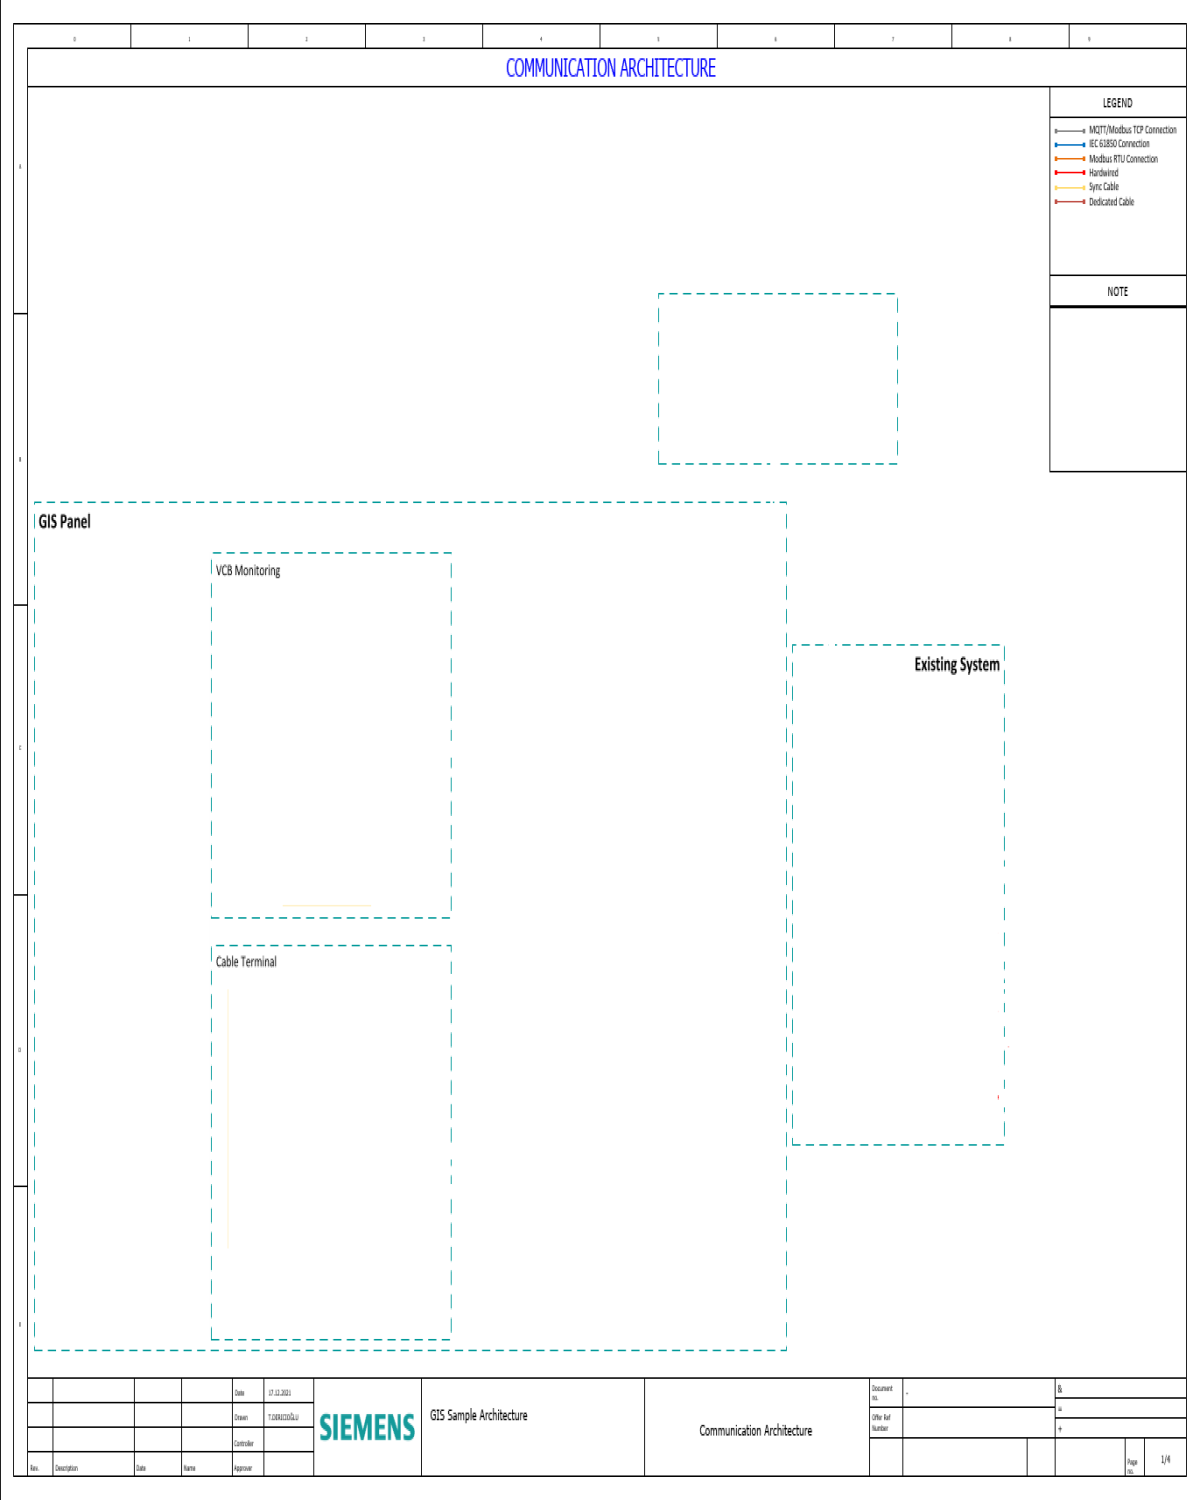 0 1 2 3 4 5 6 7 8 9
COMMUNICATION ARCHITECTURE
LEGEND
MQTT/Modbus TCP Connection
IEC 61850 Connection
Modbus RTU Connection
Hardwired
Sync Cable
Dedicated Cable
NOTE
A
B
C
D
E
GIS Panel
VCB Monitoring
Existing System
Cable Terminal
Date 17.12.2021
Drawn T.DERECİOĞLU
Controller
Rev. Description Date Name Approver
SIEMENS
GIS Sample Architecture
Communication Architecture
Document
no. -
Offer Ref
Number
&
=
+
Page
no. 1/4